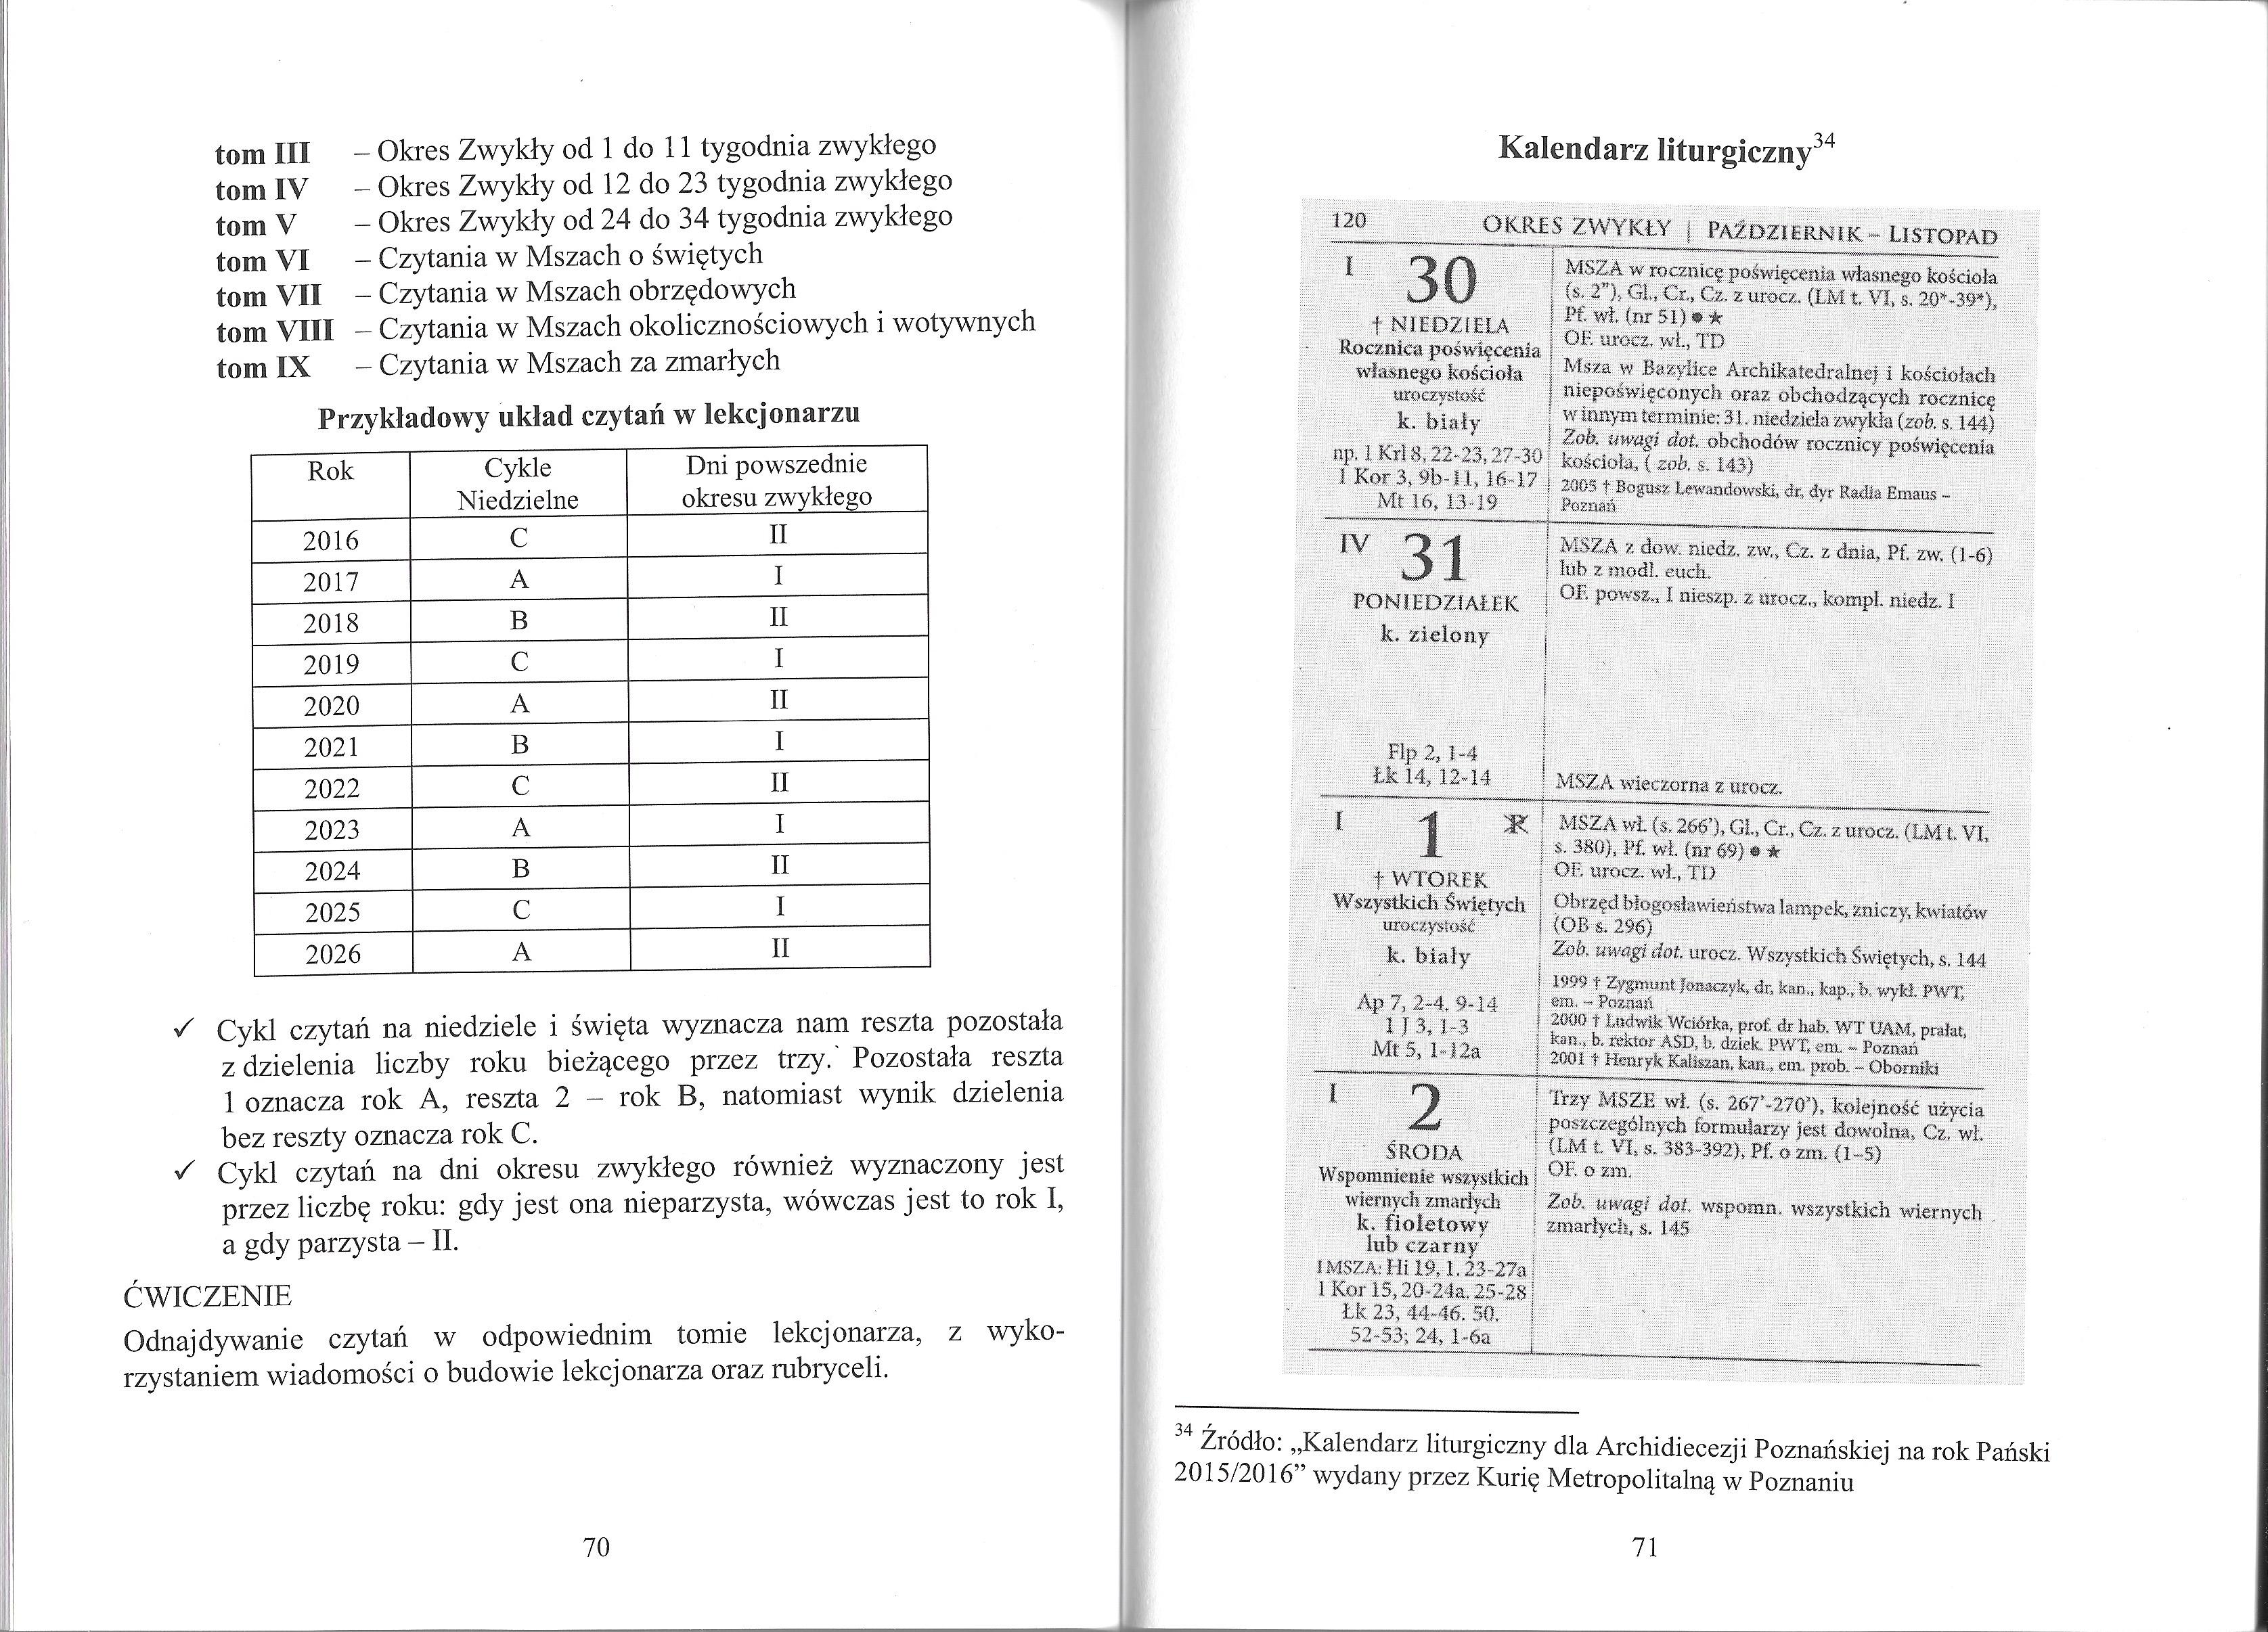 tom III – Okres Zwykły od 1 do 11 tygodnia zwykłego
tom IV – Okres Zwykły od 12 do 23 tygodnia zwykłego
tom V – Okres Zwykły od 24 do 34 tygodnia zwykłego
tom VI – Czytania w Mszach o świętych
tom VII – Czytania w Mszach obrzędowych
tom VIII – Czytania w Mszach okolicznościowych i wotywnych
tom IX – Czytania w Mszach za zmarłych
Przykładowy układ czytań w lekcjonarzu
Rok Cykle Dni powszednie
Niedzielne okresu zwykłego
2016 C II
2017 A I
2018 B II
2019 C I
2020 A II
2021 B I
2022 C II
2023 A I
2024 B II
2025 C I
2026 A II
✓ Cykl czytań na niedziele i święta wyznacza nam reszta pozostała
z dzielenia liczby roku bieżącego przez trzy. Pozostała reszta
1 oznacza rok A, reszta 2 – rok B, natomiast wynik dzielenia
bez reszty oznacza rok C.
✓ Cykl czytań na dni okresu zwykłego również wyznaczony jest
przez liczbę roku: gdy jest ona nieparzysta, wówczas jest to rok I,
a gdy parzysta – II.
ĆWICZENIE
Odnajdywanie czytań w odpowiednim tomie lekcjonarza, z wyko-
rzystaniem wiadomości o budowie lekcjonarza oraz rubryceli.
70
Kalendarz liturgiczny³⁴
120 OKRES ZWYKŁY | PAŹDZIERNIK – LISTOPAD
I 30
† NIEDZIELA
Rocznica poświęcenia
własnego kościoła
uroczystość
k. biały
np. 1 Krl 8, 22-23, 27-30
1 Kor 3, 9b-11, 16-17
Mt 16, 13-19
MSZA w rocznicę poświęcenia własnego kościoła
(s. 2”), Gl., Cr., Cz. z urocz. (LM t. VI, s. 20*-39*),
Pf. wł. (nr 51) ● ★
OF. urocz. wł., TD
Msza w Bazylice Archikatedralnej i kościołach
niepoświęconych oraz obchodzących rocznicę
w innym terminie: 31. niedziela zwykła (zob. s. 144)
Zob. uwagi dot. obchodów rocznicy poświęcenia
kościoła, ( zob. s. 143)
2005 † Bogusz Lewandowski, dr, dyr Radia Emaus –
Poznań
IV 31
PONIEDZIAŁEK
k. zielony
Flp 2, 1-4
Łk 14, 12-14
MSZA z dow. niedz. zw., Cz. z dnia, Pf. zw. (1-6)
lub z modl. euch.
OF. powsz., I nieszp. z urocz., kompl. niedz. I
MSZA wieczorna z urocz.
I 1
† WTOREK
Wszystkich Świętych
uroczystość
k. biały
Ap 7, 2-4. 9-14
1 J 3, 1-3
Mt 5, 1-12a
MSZA wł. (s. 266’), Gl., Cr., Cz. z urocz. (LM t. VI,
s. 380), Pf. wł. (nr 69) ● ★
OF. urocz. wł., TD
Obrzęd błogosławieństwa lampek, zniczy, kwiatów
(OB s. 296)
Zob. uwagi dot. urocz. Wszystkich Świętych, s. 144
1999 † Zygmunt Jonaczyk, dr, kan., kap., b. wykł. PWT,
em. – Poznań
2000 † Ludwik Wciórka, prof. dr hab. WT UAM, prałat,
kan., b. rektor ASD, b. dziek. PWT, em. – Poznań
2001 † Henryk Kaliszan, kan., em. prob. – Oborniki
I 2
ŚRODA
Wspomnienie wszystkich
wiernych zmarłych
k. fioletowy
lub czarny
I MSZA: Hi 19, 1. 23-27a
1 Kor 15, 20-24a. 25-28
Łk 23, 44-46. 50.
52-53; 24, 1-6a
Trzy MSZE wł. (s. 267’-270’), kolejność użycia
poszczególnych formularzy jest dowolna, Cz. wł.
(LM t. VI, s. 383-392), Pf. o zm. (1–5)
OF. o zm.
Zob. uwagi dot. wspomn. wszystkich wiernych
zmarłych, s. 145
³⁴ Źródło: „Kalendarz liturgiczny dla Archidiecezji Poznańskiej na rok Pański
2015/2016” wydany przez Kurię Metropolitalną w Poznaniu
71